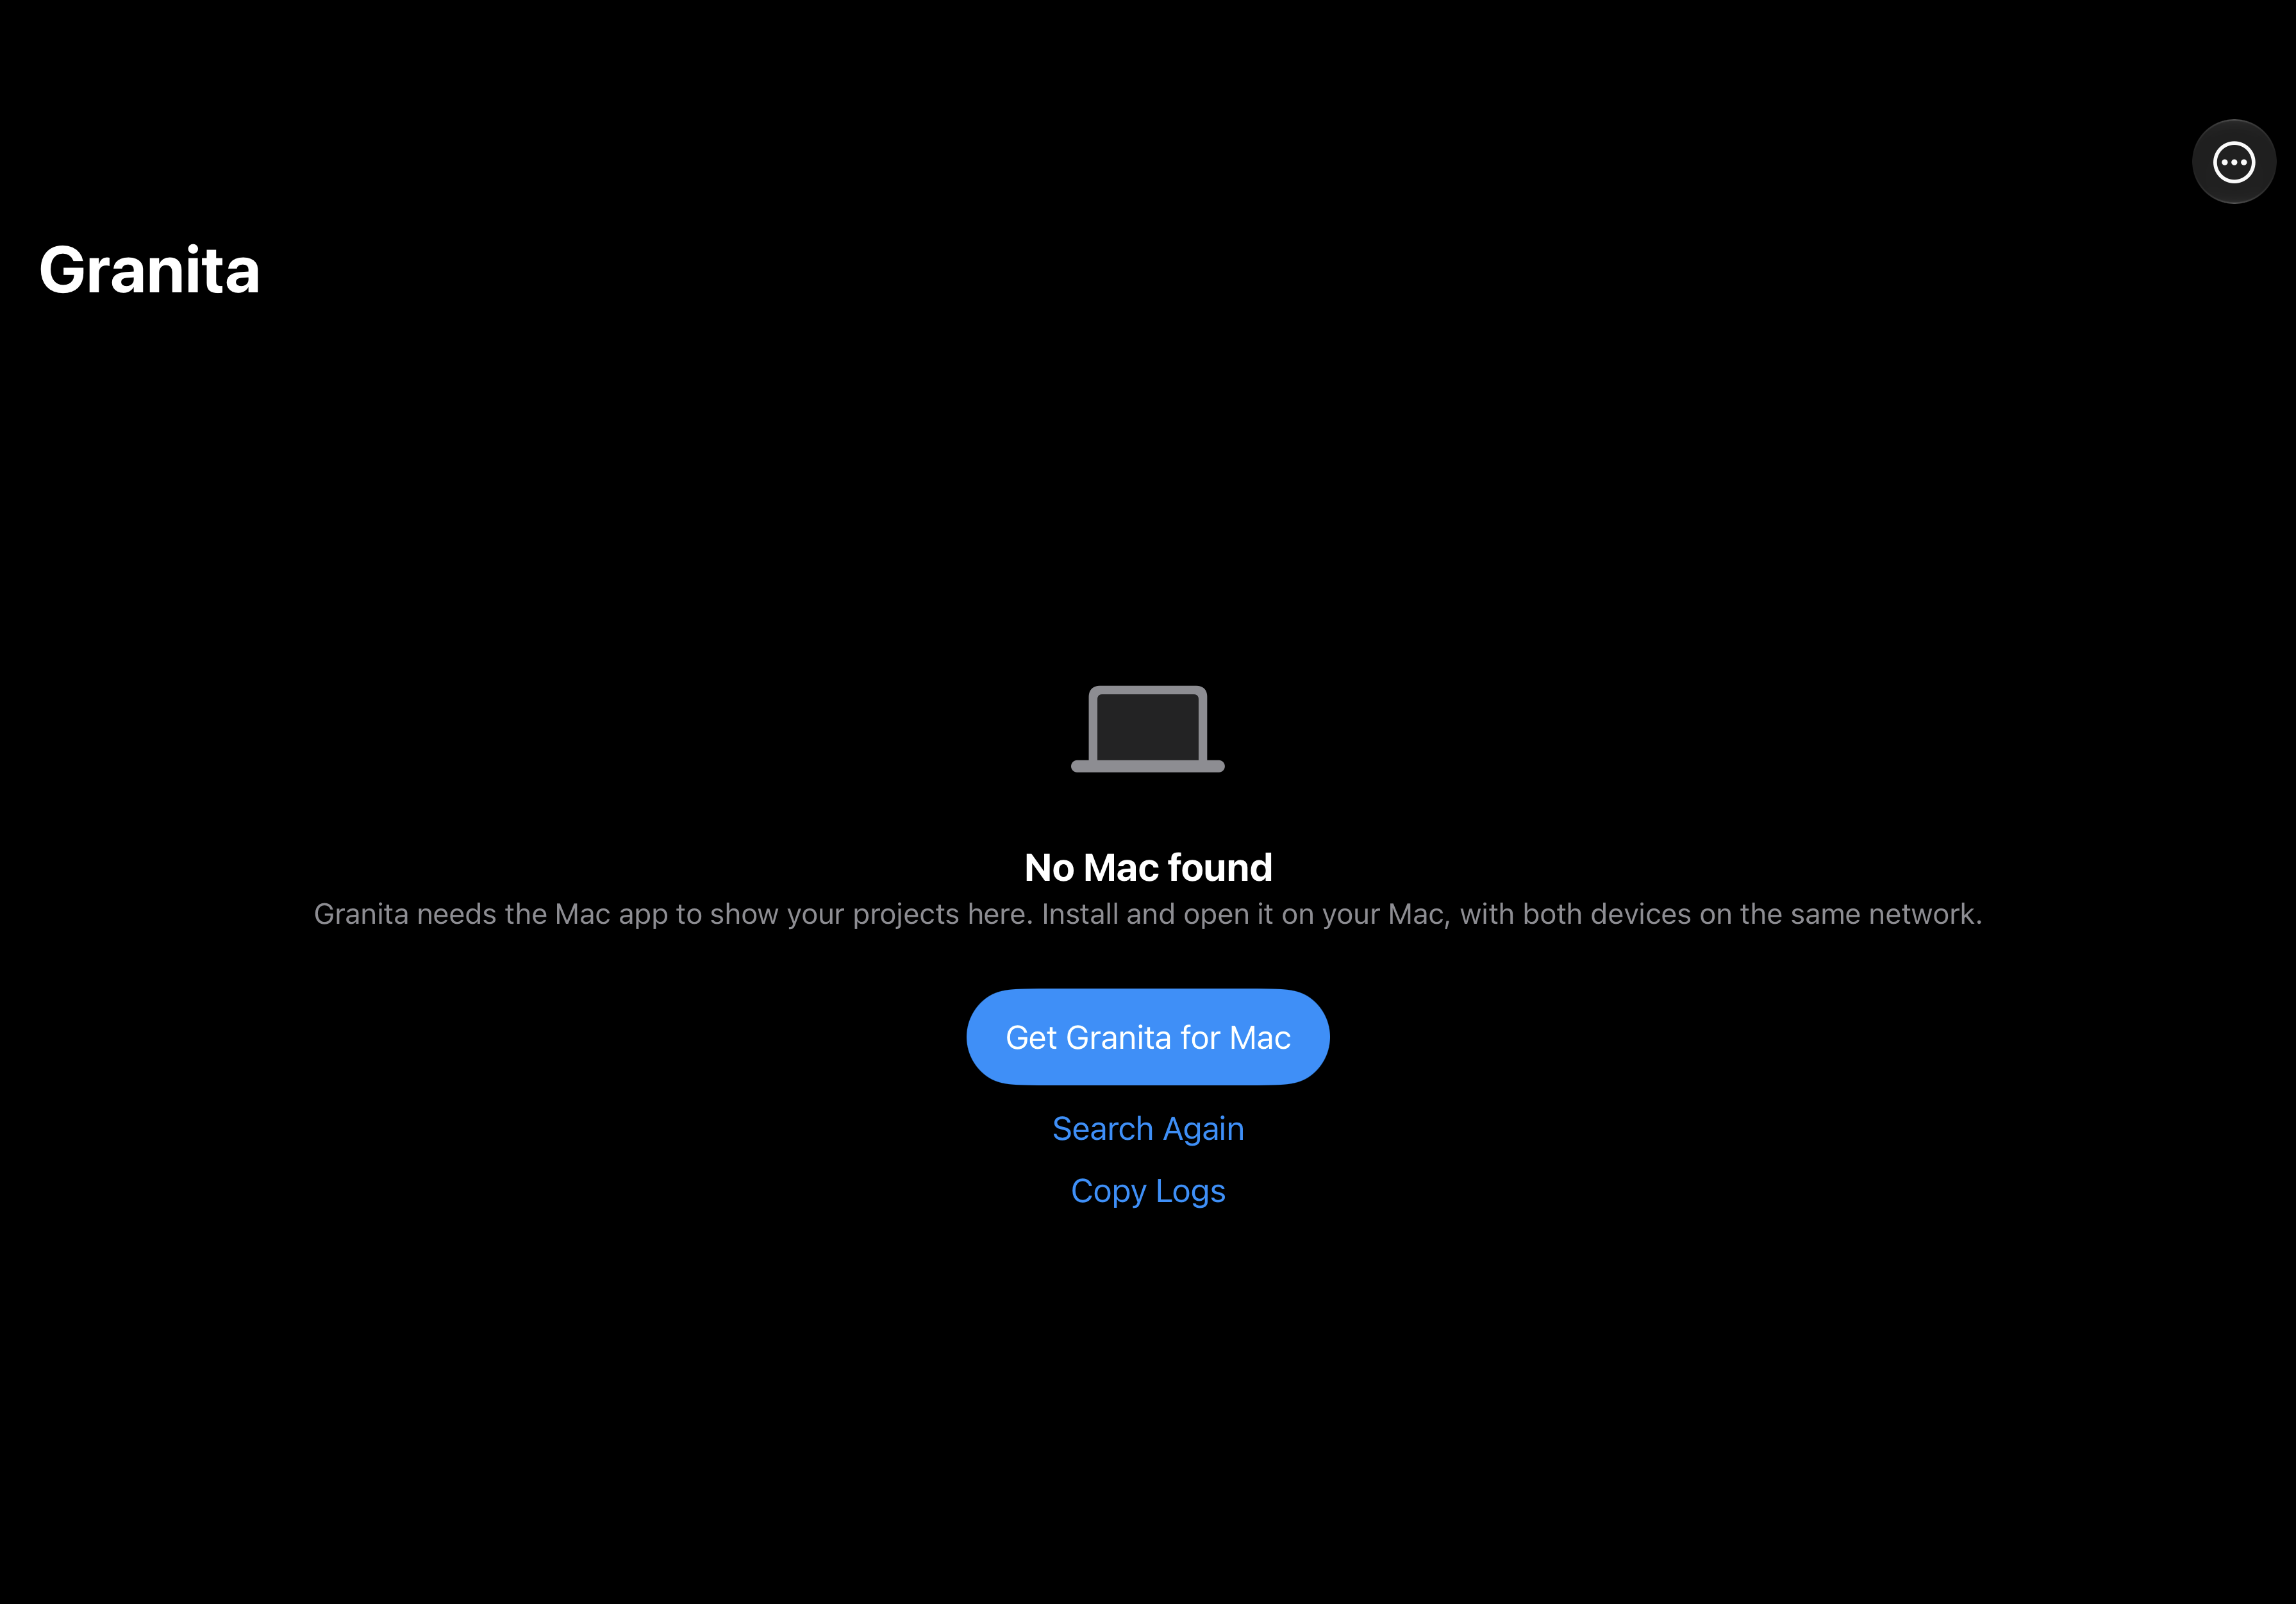 Granita
No Mac found
Granita needs the Mac app to show your projects here. Install and open it on your Mac, with both devices on the same network.
Get Granita for Mac
Search Again
Copy Logs